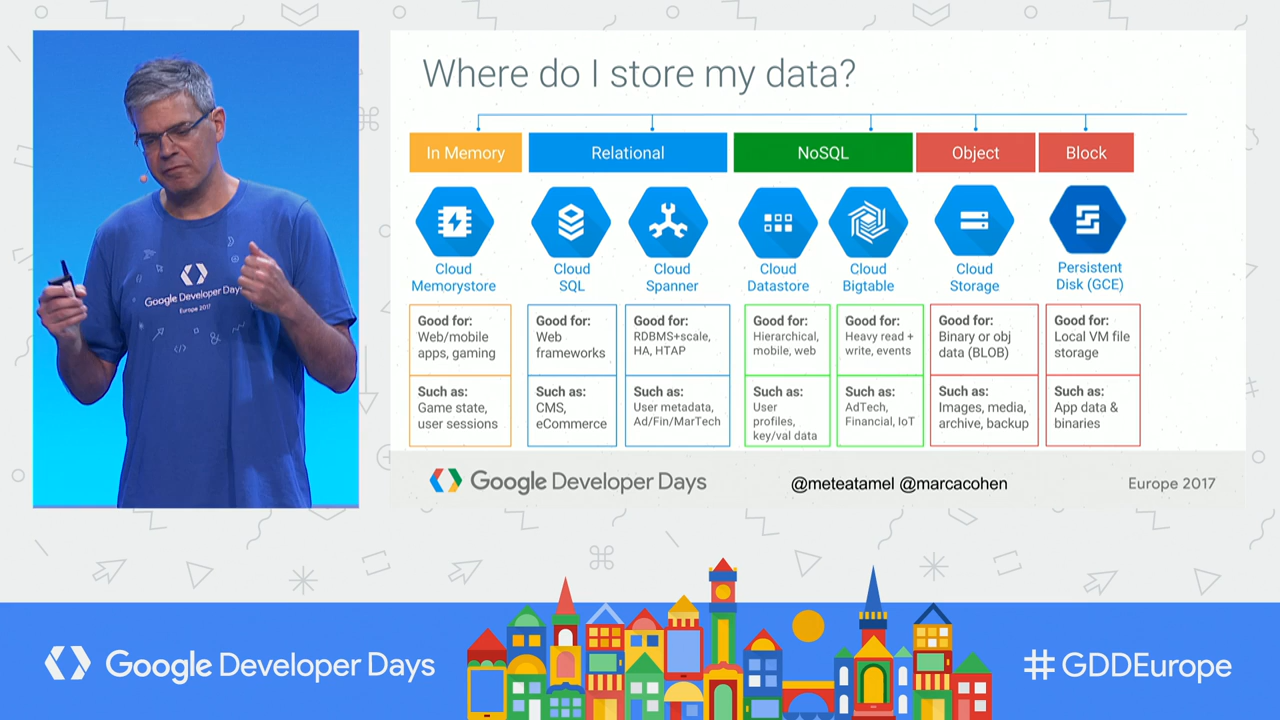 Google Developer Days
Europe 2017
Where do I store my data?
In Memory
Relational
NoSQL
Object
Block
Cloud
Memorystore
Cloud
SQL
Cloud
Spanner
Cloud
Datastore
Cloud
Bigtable
Cloud
Storage
Persistent
Disk (GCE)
Good for:
Web/mobile
apps, gaming
Good for:
Web
frameworks
Good for:
RDBMS+scale,
HA, HTAP
Good for:
Hierarchical,
mobile, web
Good for:
Heavy read +
write, events
Good for:
Binary or obj
data (BLOB)
Good for:
Local VM file
storage
Such as:
Game state,
user sessions
Such as:
CMS,
eCommerce
Such as:
User metadata,
Ad/Fin/MarTech
Such as:
User
profiles,
key/val data
Such as:
AdTech,
Financial, IoT
Such as:
Images, media,
archive, backup
Such as:
App data &
binaries
Google Developer Days
@meteatamel @marcacohen
Europe 2017
Google Developer Days
#GDDEurope